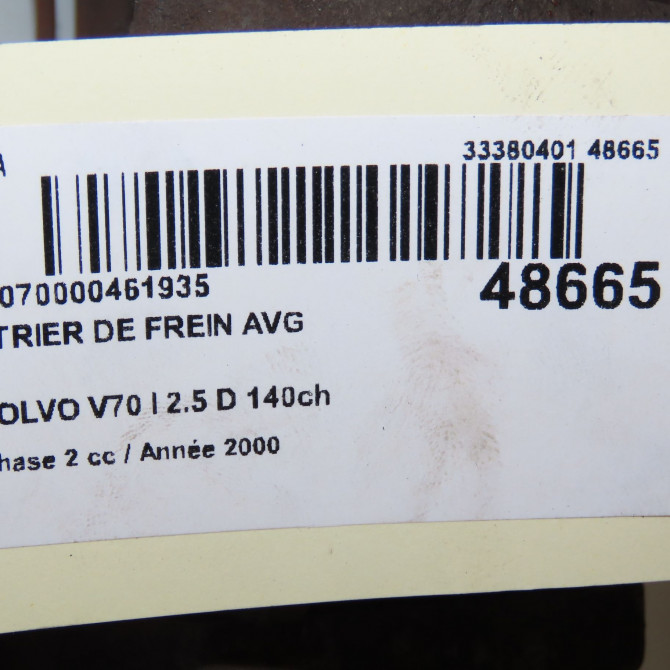 A
33380401 48665
070000461935
48665
TRIER DE FREIN AVG
OLVO V70 I 2.5 D 140ch
hase 2 cc / Année 2000